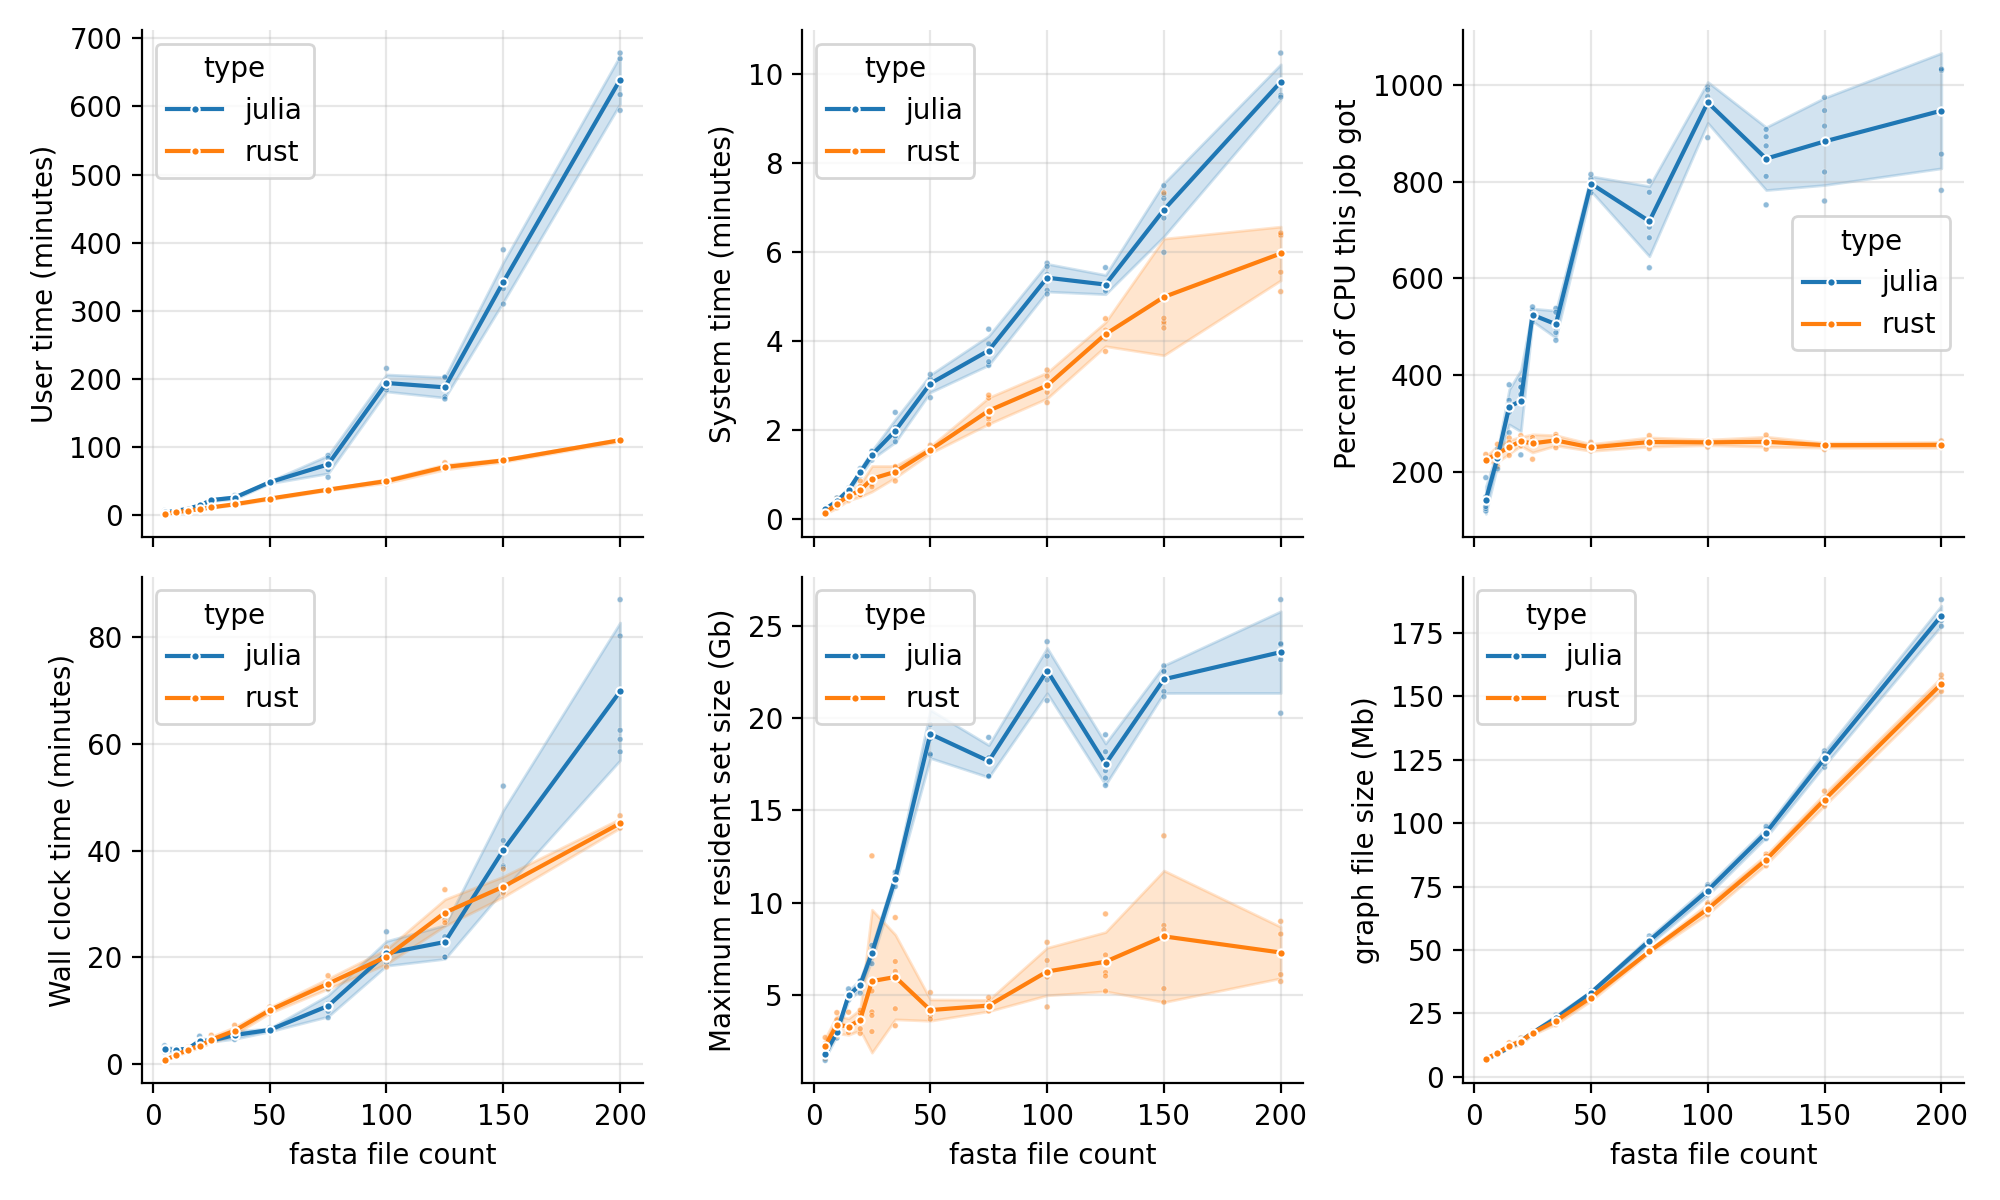 User time (minutes)
700
600
500
400
300
200
100
0
type
julia
rust
System time (minutes)
10
8
6
4
2
0
type
julia
rust
Percent of CPU this job got
1000
800
600
400
200
type
julia
rust
Wall clock time (minutes)
80
60
40
20
0
type
julia
rust
0 50 100 150 200
fasta file count
Maximum resident set size (Gb)
25
20
15
10
5
type
julia
rust
0 50 100 150 200
fasta file count
graph file size (Mb)
175
150
125
100
75
50
25
0
type
julia
rust
0 50 100 150 200
fasta file count